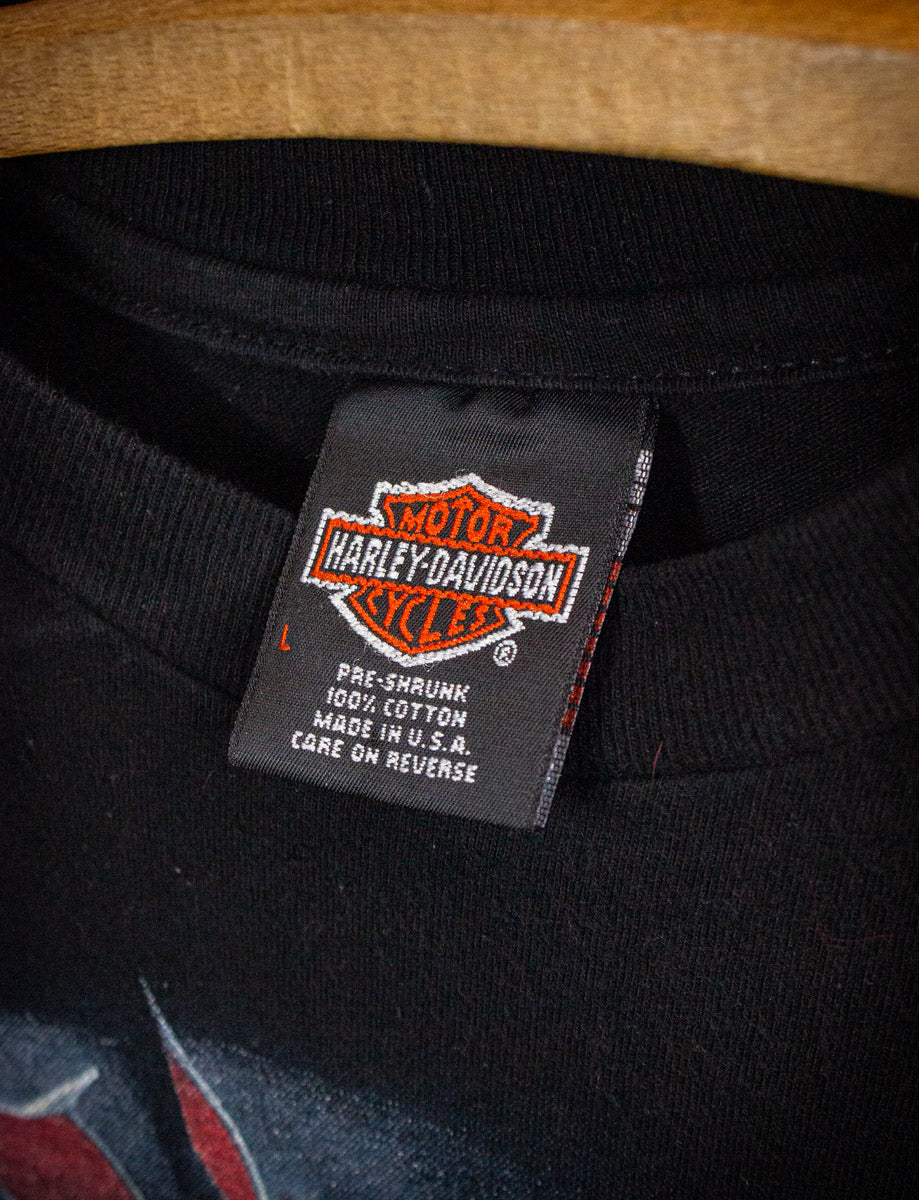 MOTOR
HARLEY-DAVIDSON
CYCLES
®
L
PRE-SHRUNK
100% COTTON
MADE IN U.S.A.
CARE ON REVERSE